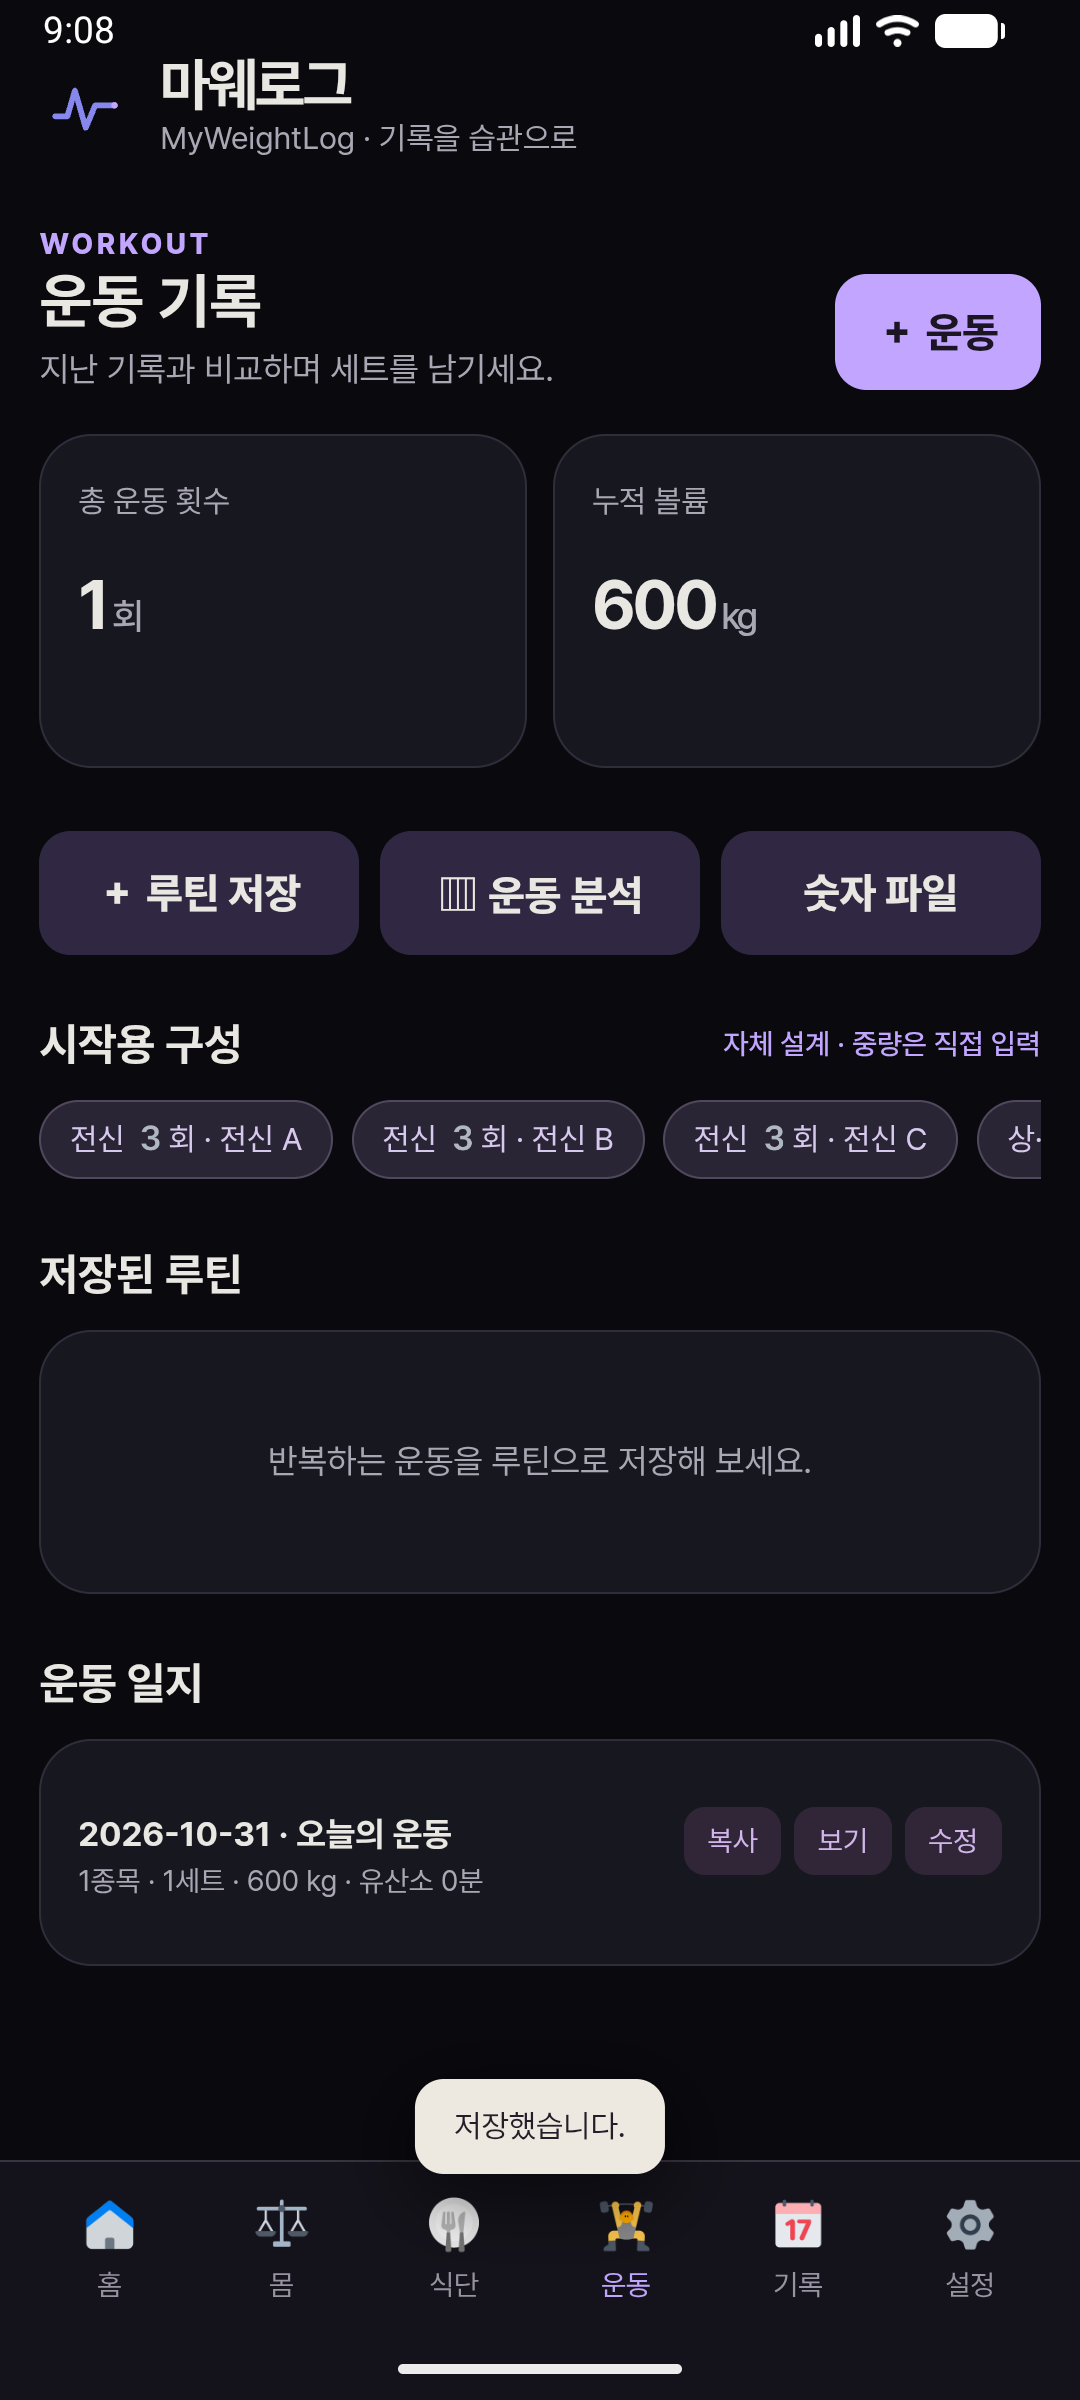 9:08
마웨로그
MyWeightLog · 기록을 습관으로
WORKOUT
운동 기록
+ 운동
지난 기록과 비교하며 세트를 남기세요.
총 운동 횟수
누적 볼륨
1회
600kg
+ 루틴 저장
▥ 운동 분석
숫자 파일
시작용 구성
자체 설계 · 중량은 직접 입력
전신 3회 · 전신 A
전신 3회 · 전신 B
전신 3회 · 전신 C
상·
저장된 루틴
반복하는 운동을 루틴으로 저장해 보세요.
운동 일지
2026-10-31 · 오늘의 운동
1종목 · 1세트 · 600 kg · 유산소 0분
복사
보기
수정
저장했습니다.
17
홈
몸
식단
운동
기록
설정